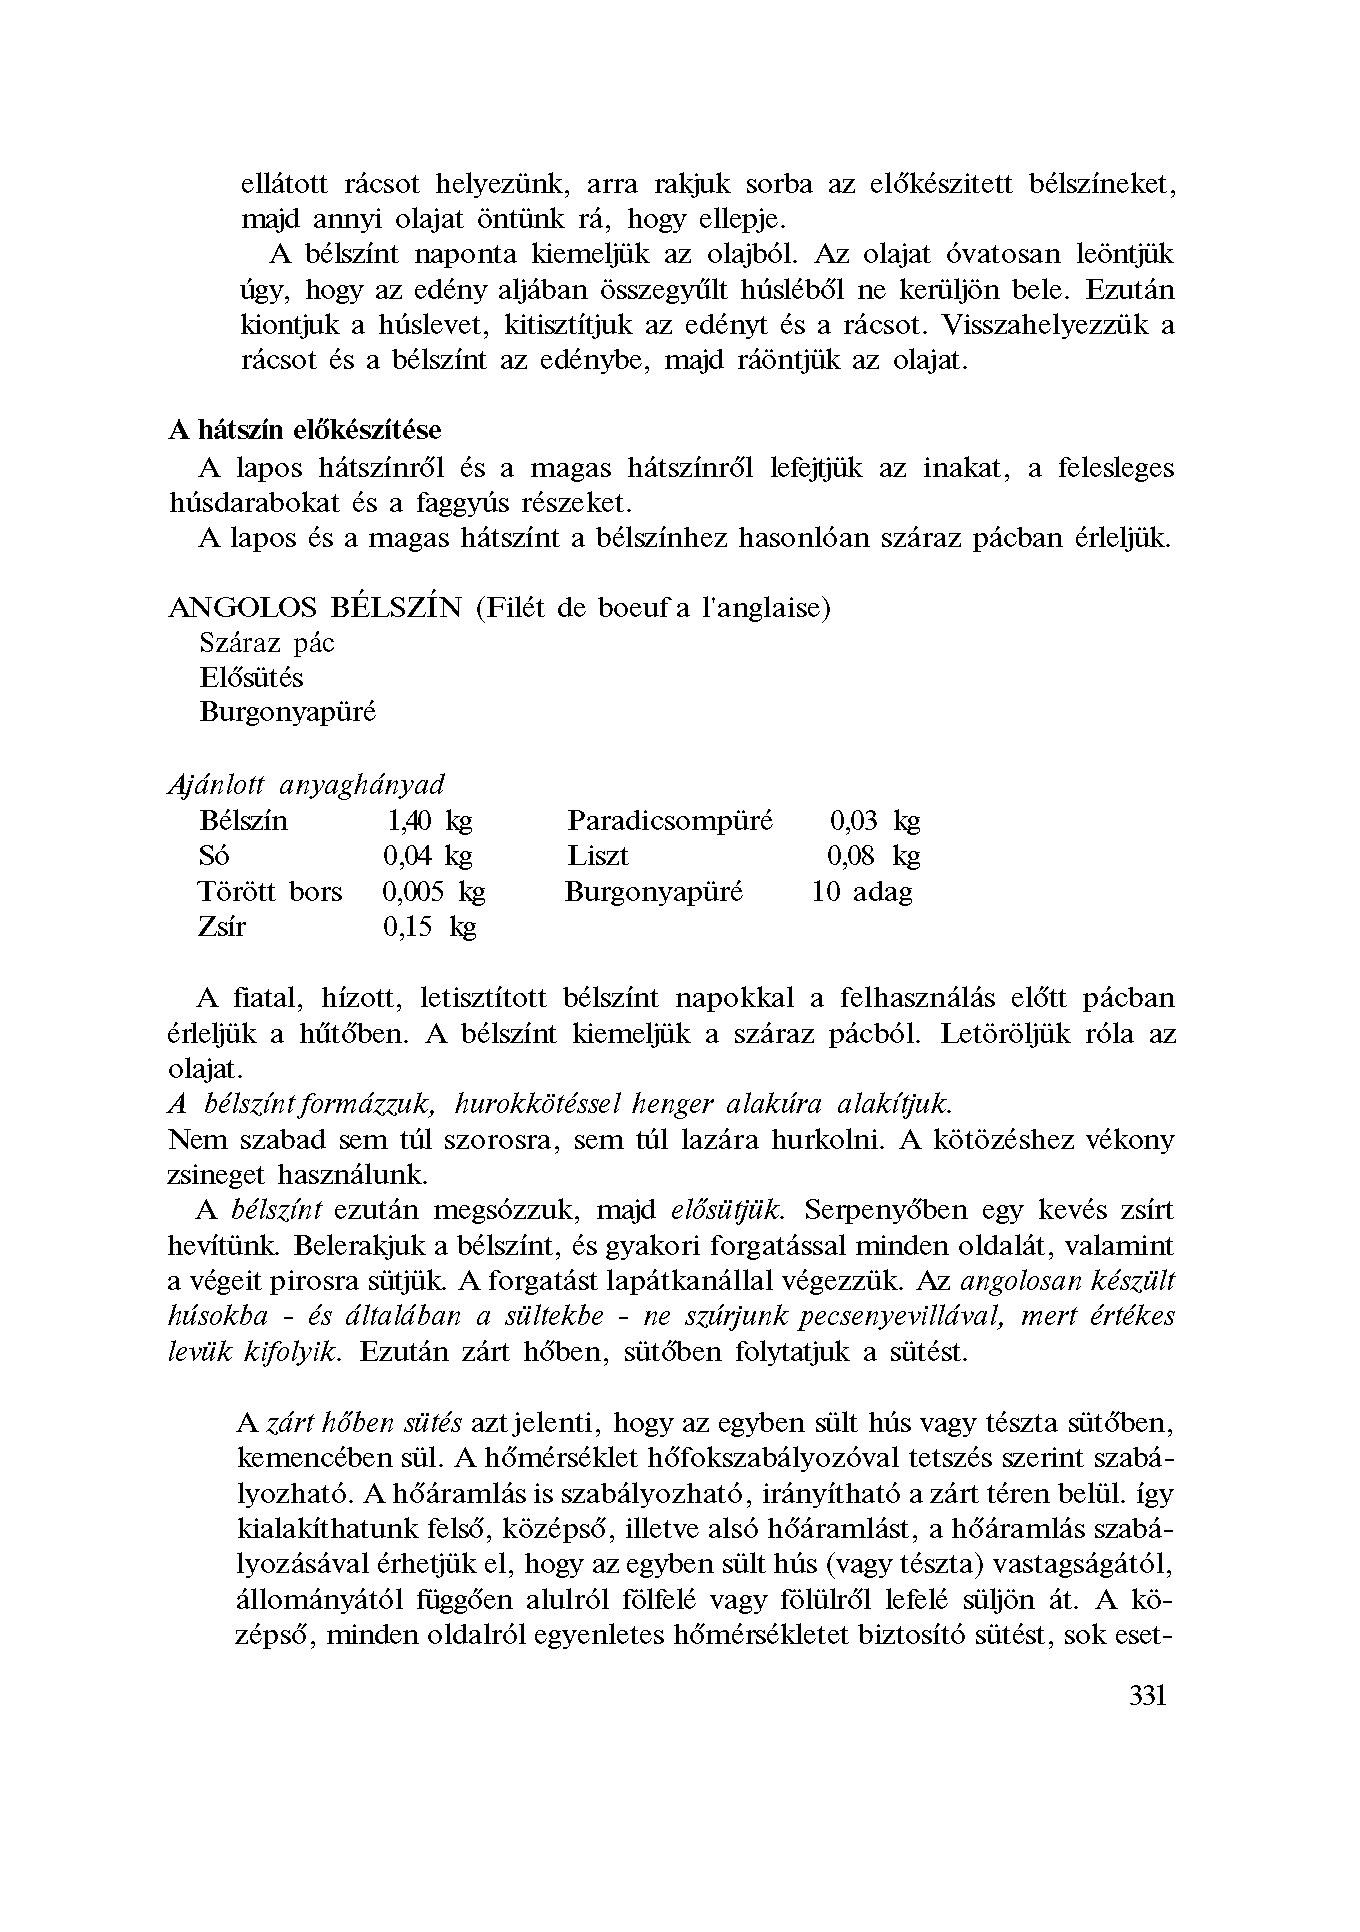 ellátott rácsot helyezünk, arra rakjuk sorba az előkészitett bélszíneket,
majd annyi olajat öntünk rá, hogy ellepje.
A bélszínt naponta kiemeljük az olajból. Az olajat óvatosan leöntjük
úgy, hogy az edény aljában összegyűlt húsléből ne kerüljön bele. Ezután
kiontjuk a húslevet, kitisztítjuk az edényt és a rácsot. Visszahelyezzük a
rácsot és a bélszínt az edénybe, majd ráöntjük az olajat.
A hátszín előkészítése
A lapos hátszínről és a magas hátszínről lefejtjük az inakat, a felesleges
húsdarabokat és a faggyús részeket.
A lapos és a magas hátszínt a bélszínhez hasonlóan száraz pácban érleljük.
ANGOLOS BÉLSZÍN (Filét de boeuf a l'anglaise)
Száraz pác
Elősütés
Burgonyapüré
Ajánlott anyaghányad
Bélszín 1,40 kg Paradicsompüré 0,03 kg
Só 0,04 kg Liszt 0,08 kg
Törött bors 0,005 kg Burgonyapüré 10 adag
Zsír 0,15 kg
A fiatal, hízott, letisztított bélszínt napokkal a felhasználás előtt pácban
érleljük a hűtőben. A bélszínt kiemeljük a száraz pácból. Letöröljük róla az
olajat.
A bélszínt formázzuk, hurokkötéssel henger alakúra alakítjuk.
Nem szabad sem túl szorosra, sem túl lazára hurkolni. A kötözéshez vékony
zsineget használunk.
A bélszínt ezután megsózzuk, majd elősütjük. Serpenyőben egy kevés zsírt
hevítünk. Belerakjuk a bélszínt, és gyakori forgatással minden oldalát, valamint
a végeit pirosra sütjük. A forgatást lapátkanállal végezzük. Az angolosan készült
húsokba - és általában a sültekbe - ne szúrjunk pecsenyevillával, mert értékes
levük kifolyik. Ezután zárt hőben, sütőben folytatjuk a sütést.
A zárt hőben sütés azt jelenti, hogy az egyben sült hús vagy tészta sütőben,
kemencében sül. A hőmérséklet hőfokszabályozóval tetszés szerint szabá-
lyozható. A hőáramlás is szabályozható, irányítható a zárt téren belül. így
kialakíthatunk felső, középső, illetve alsó hőáramlást, a hőáramlás szabá-
lyozásával érhetjük el, hogy az egyben sült hús (vagy tészta) vastagságától,
állományától függően alulról fölfelé vagy fölülről lefelé süljön át. A kö-
zépső, minden oldalról egyenletes hőmérsékletet biztosító sütést, sok eset-
331